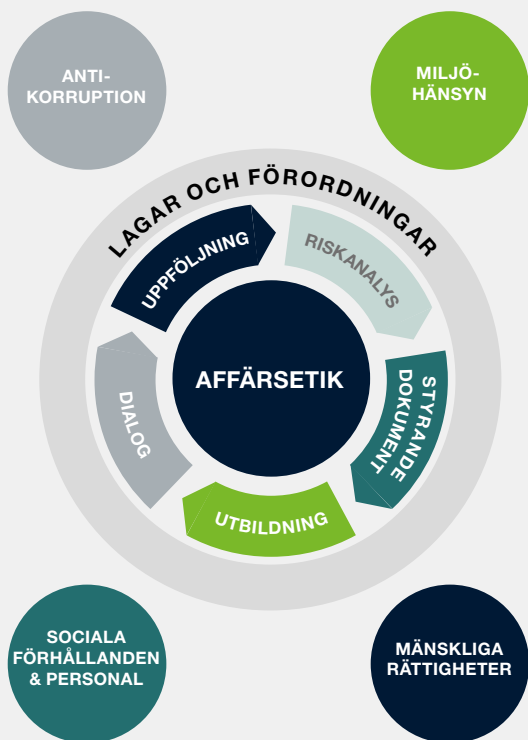 ANTI-
KORRUPTION
MILJÖ-
HÄNSYN
LAGAR OCH FÖRORDNINGAR
UPPFÖLJNING
RISKANALYS
AFFÄRSETIK
STYRANDE
DOKUMENT
DIALOG
UTBILDNING
SOCIALA
FÖRHÅLLANDEN
& PERSONAL
MÄNSKLIGA
RÄTTIGHETER